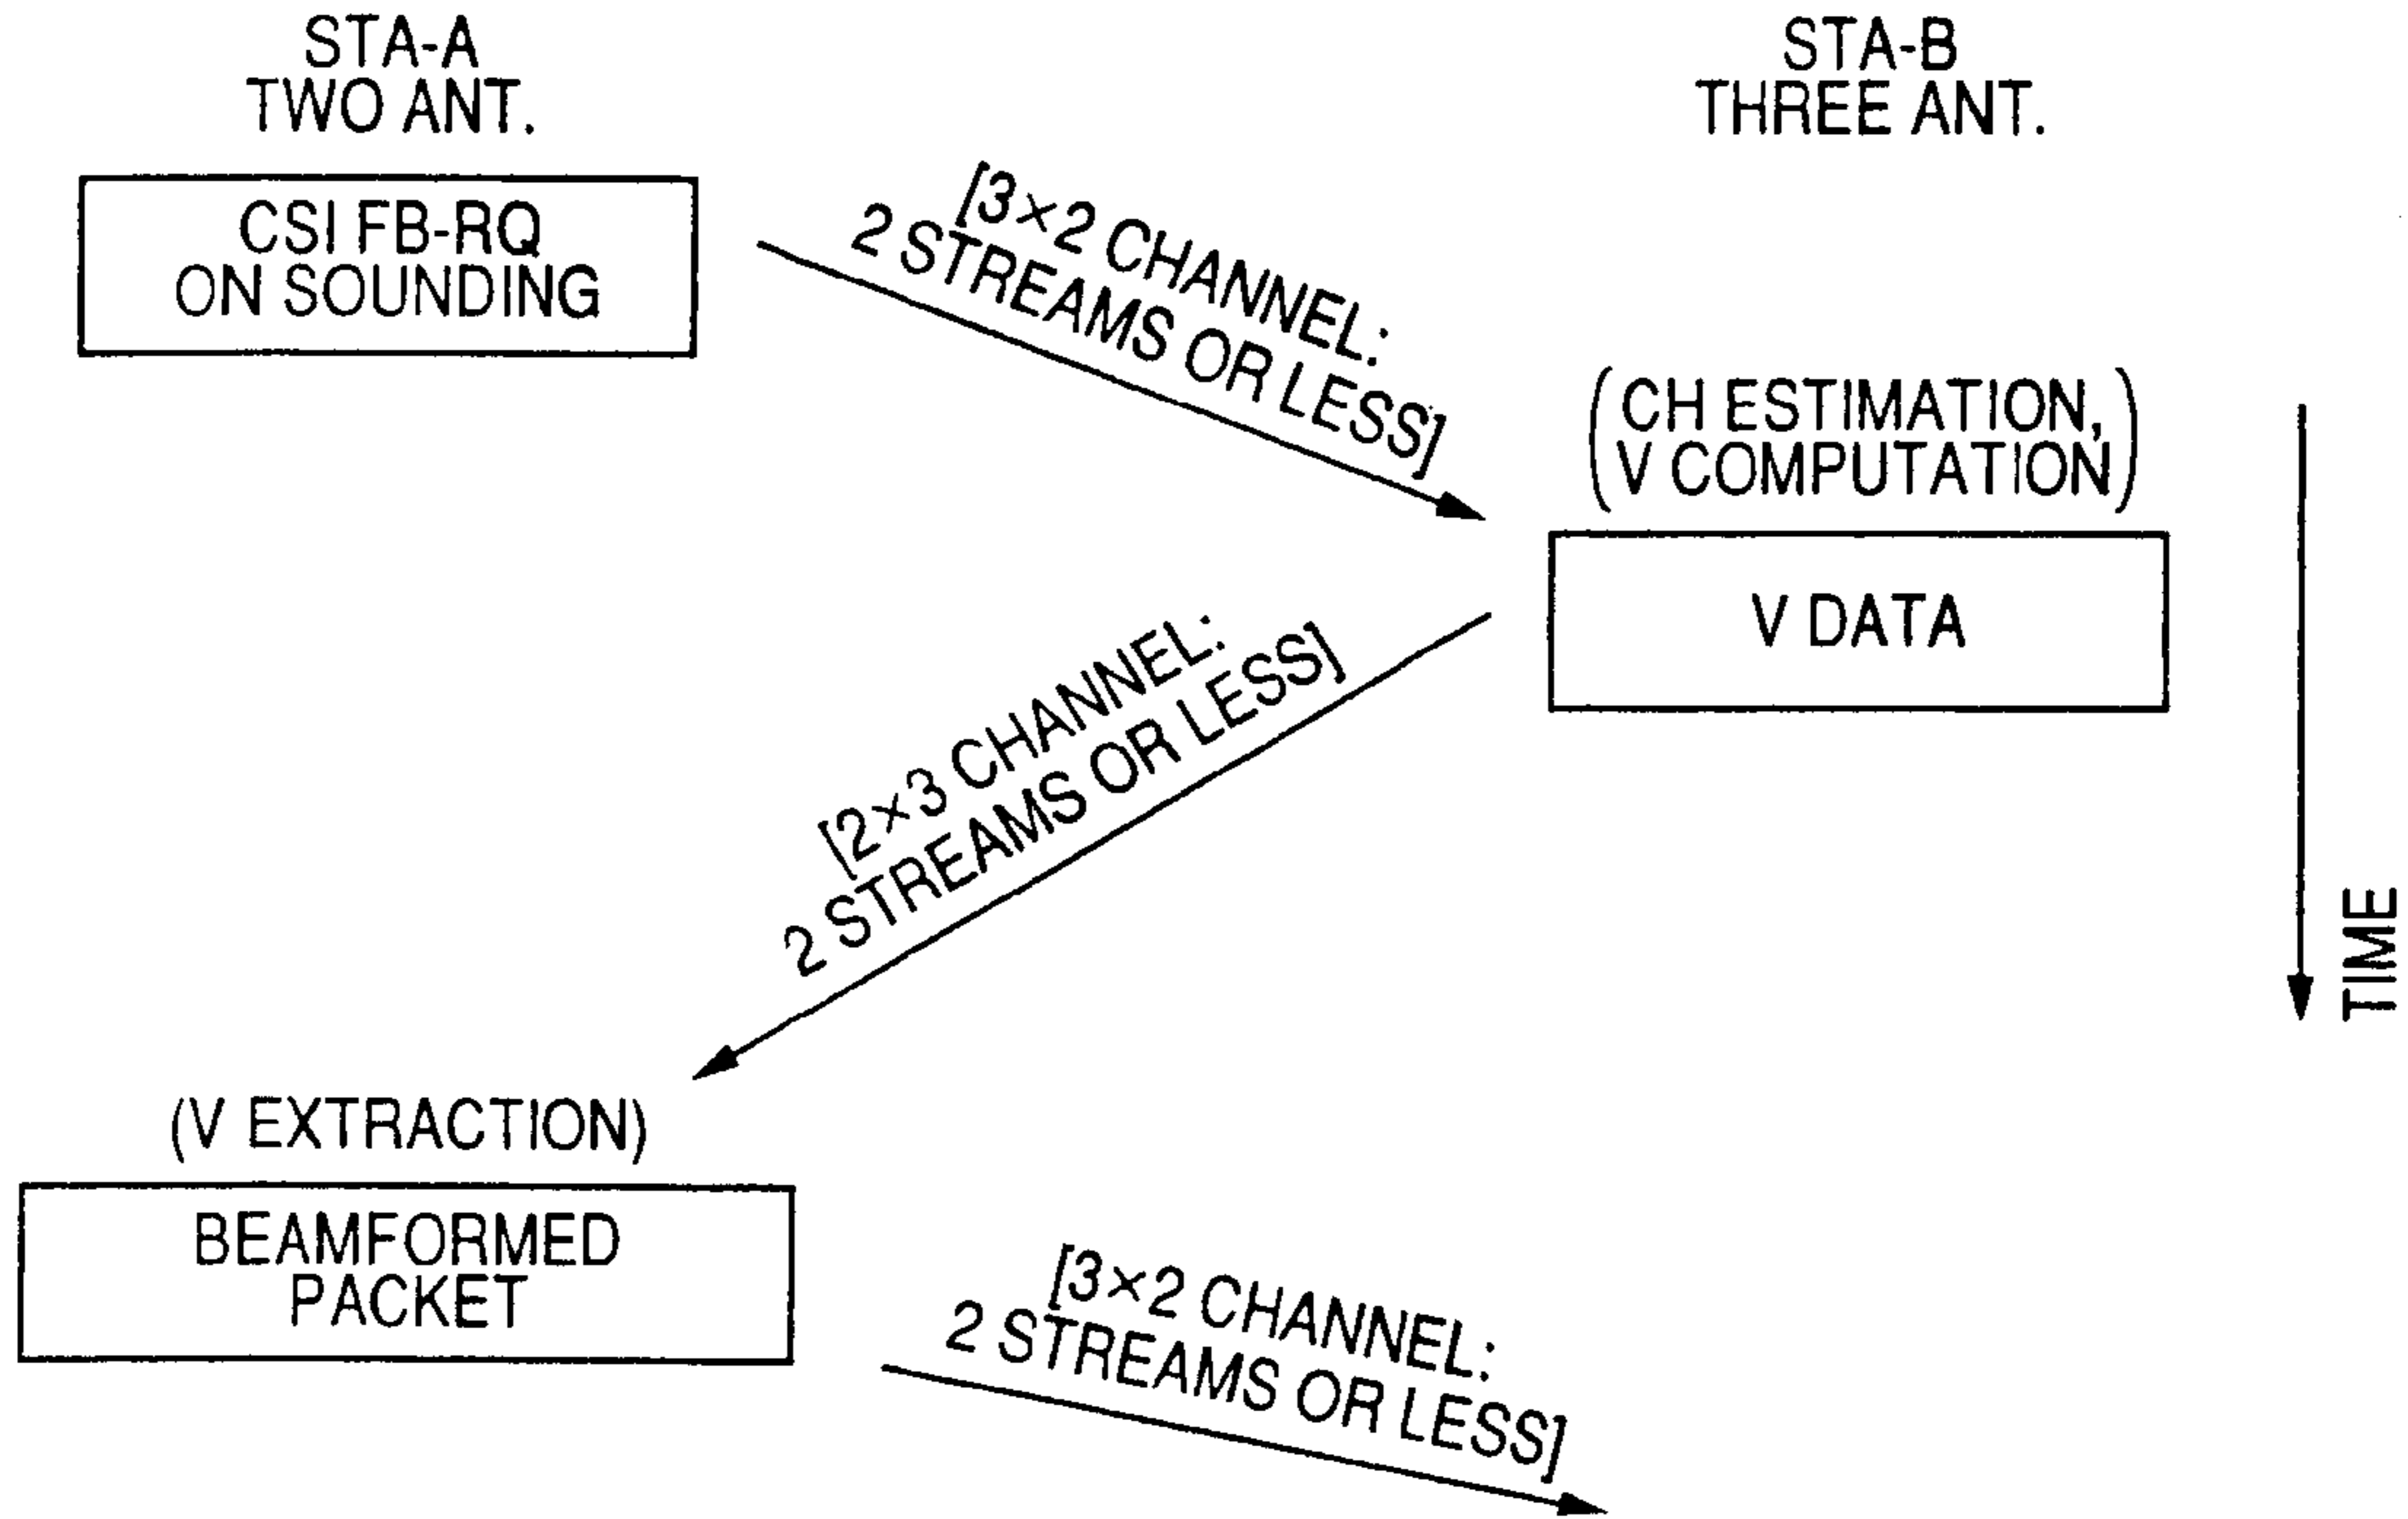 STA-A
TWO ANT.
STA-B
THREE ANT.
CSI FB-RQ
ON SOUNDING
[3×2 CHANNEL:
2 STREAMS OR LESS]
(CH ESTIMATION,
V COMPUTATION)
V DATA
[2×3 CHANNEL:
2 STREAMS OR LESS]
TIME
(V EXTRACTION)
BEAMFORMED
PACKET
[3×2 CHANNEL:
2 STREAMS OR LESS]